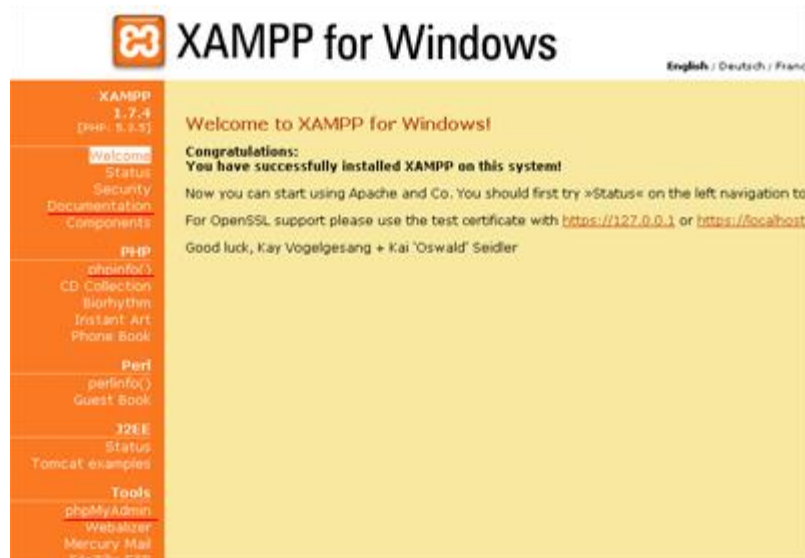 XAMPP for Windows
English / Deutsch / Franc
XAMPP
1.7.4
[PHP: 5.3.5]
Welcome
Status
Security
Documentation
Components
PHP
phpinfo()
CD Collection
Biorhythm
Instant Art
Phone Book
Perl
perlinfo()
Guest Book
J2EE
Status
Tomcat examples
Tools
phpMyAdmin
Webalizer
Mercury Mail
Welcome to XAMPP for Windows!
Congratulations:
You have successfully installed XAMPP on this system!
Now you can start using Apache and Co. You should first try »Status« on the left navigation to
For OpenSSL support please use the test certificate with https://127.0.0.1 or https://localhost
Good luck, Kay Vogelgesang + Kai 'Oswald' Seidler